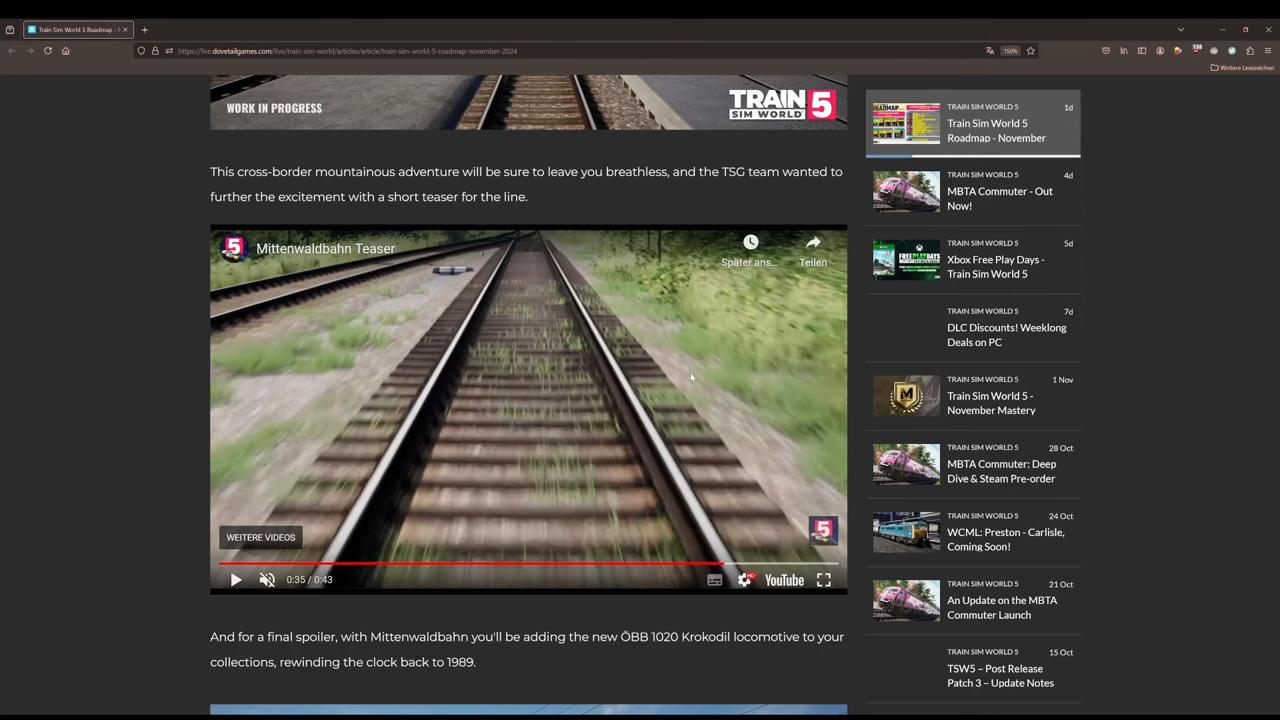 Train Sim World 5 Roadmap - N
https://live.dovetailgames.com/live/train-sim-world/articles/article/train-sim-world-5-roadmap-november-2024
150%
138
Weitere Lesezeichen
WORK IN PROGRESS
TRAIN
SIM WORLD
5
This cross-border mountainous adventure will be sure to leave you breathless, and the TSG team wanted to
further the excitement with a short teaser for the line.
5
Mittenwaldbahn Teaser
Später ans...
Teilen
5
WEITERE VIDEOS
0:35 / 0:43
HD
YouTube
And for a final spoiler, with Mittenwaldbahn you'll be adding the new ÖBB 1020 Krokodil locomotive to your
collections, rewinding the clock back to 1989.
ROADMAP
TRAIN SIM WORLD 5
1d
Train Sim World 5
Roadmap - November
TRAIN SIM WORLD 5
4d
MBTA Commuter - Out
Now!
FREE PLAY DAYS
TRAIN SIM WORLD 5
5d
Xbox Free Play Days -
Train Sim World 5
TRAIN SIM WORLD 5
7d
DLC Discounts! Weeklong
Deals on PC
M
TRAIN SIM WORLD 5
1 Nov
Train Sim World 5 -
November Mastery
TRAIN SIM WORLD 5
28 Oct
MBTA Commuter: Deep
Dive & Steam Pre-order
TRAIN SIM WORLD 5
24 Oct
WCML: Preston - Carlisle,
Coming Soon!
TRAIN SIM WORLD 5
21 Oct
An Update on the MBTA
Commuter Launch
TRAIN SIM WORLD 5
15 Oct
TSW5 – Post Release
Patch 3 – Update Notes